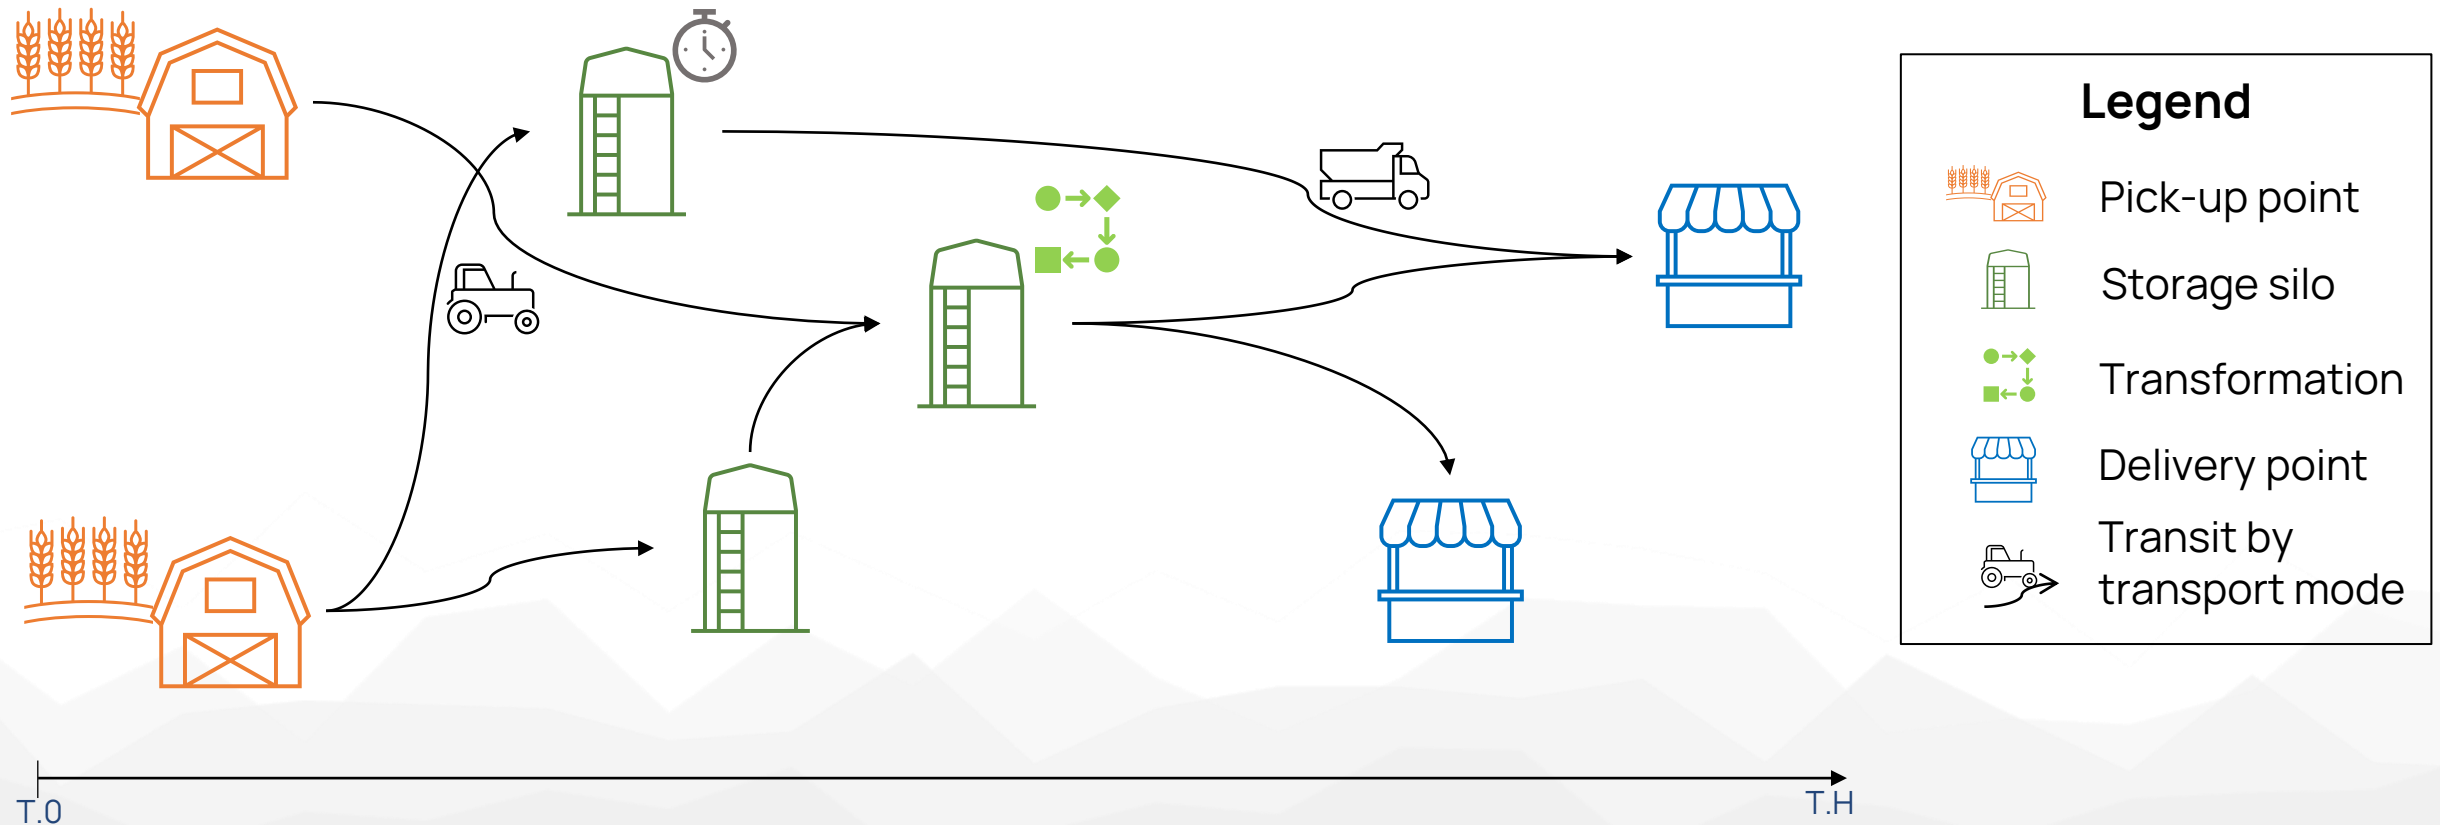 Legend
Pick-up point
Storage silo
Transformation
Delivery point
Transit by
transport mode
T.0
T.H